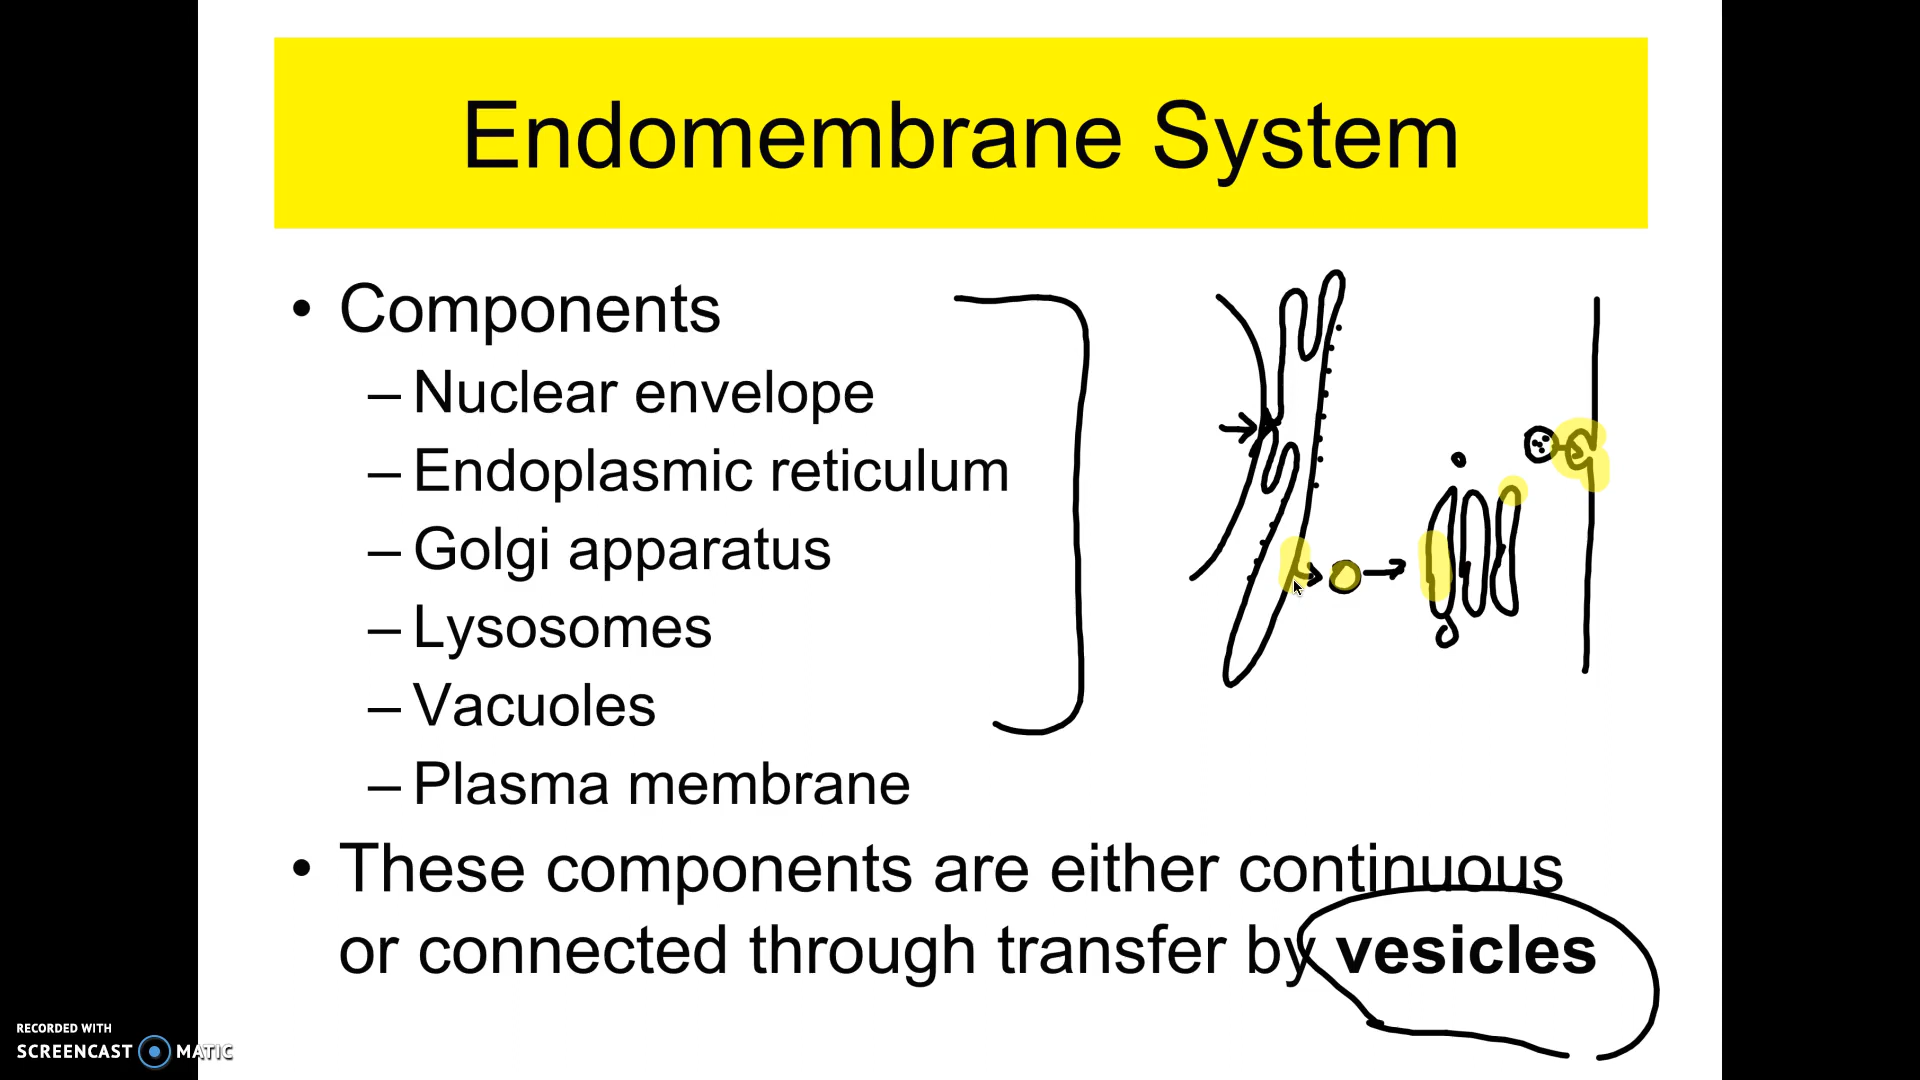 Endomembrane System
• Components
– Nuclear envelope
– Endoplasmic reticulum
– Golgi apparatus
– Lysosomes
– Vacuoles
– Plasma membrane
• These components are either continuous
or connected through transfer by vesicles
RECORDED WITH
SCREENCAST MATIC